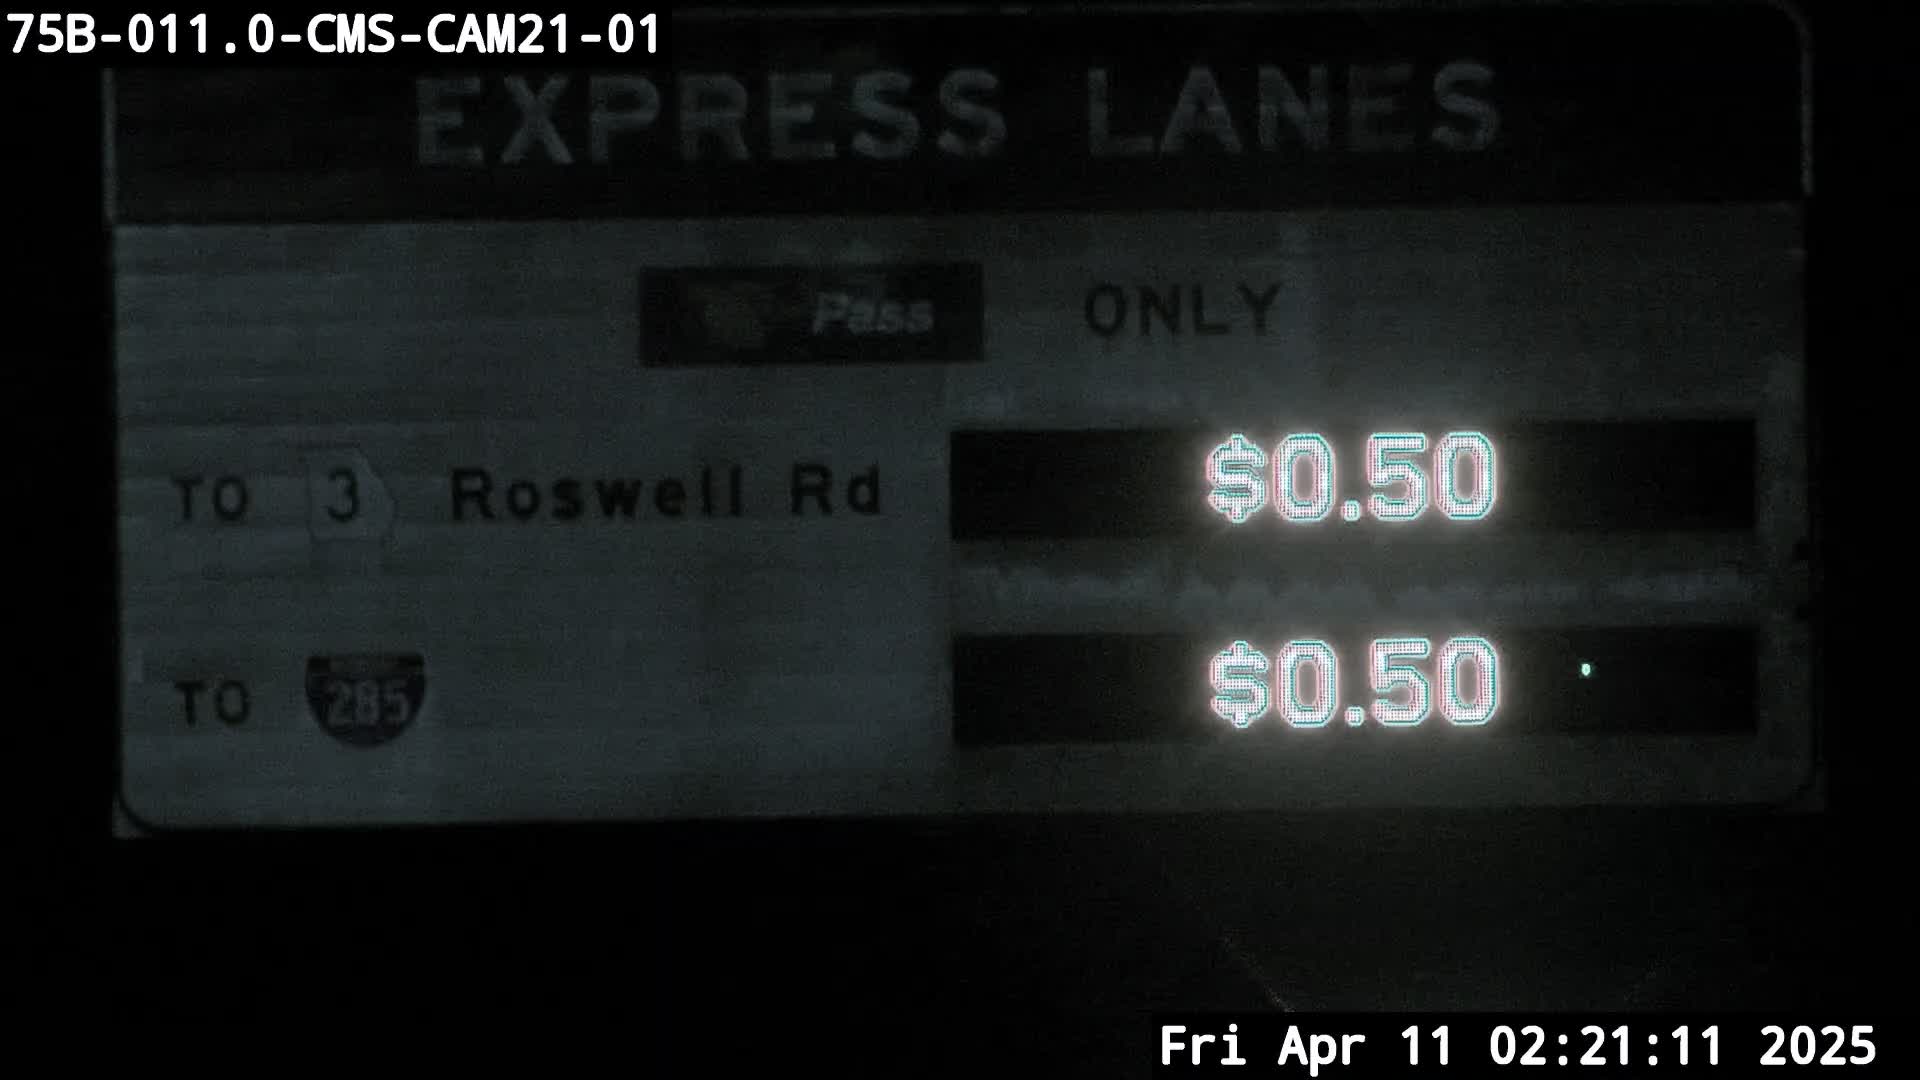 75B-011.0-CMS-CAM21-01
EXPRESS LANES
Pass ONLY
TO 3 Roswell Rd $0.50
TO 285 $0.50
Fri Apr 11 02:21:11 2025